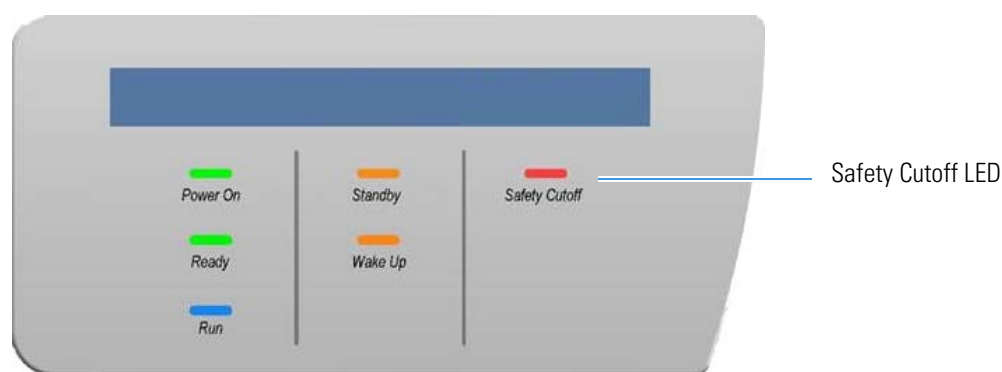 Power On
Standby
Safety Cutoff
Safety Cutoff LED
Ready
Wake Up
Run